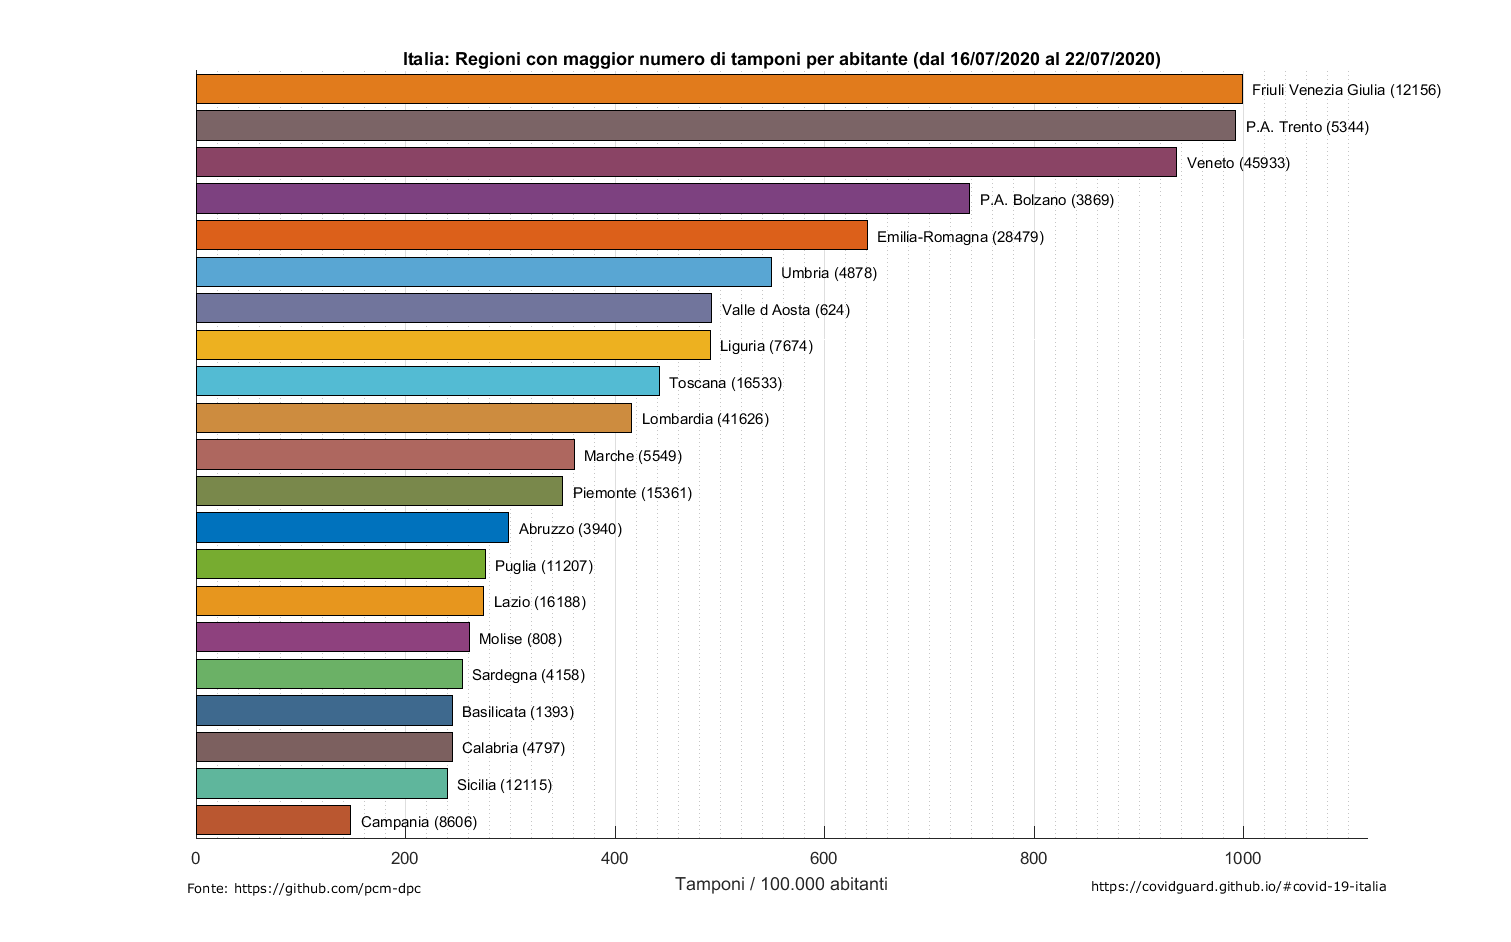 Italia: Regioni con maggior numero di tamponi per abitante (dal 16/07/2020 al 22/07/2020)
Friuli Venezia Giulia (12156)
P.A. Trento (5344)
Veneto (45933)
P.A. Bolzano (3869)
Emilia-Romagna (28479)
Umbria (4878)
Valle d Aosta (624)
Liguria (7674)
Toscana (16533)
Lombardia (41626)
Marche (5549)
Piemonte (15361)
Abruzzo (3940)
Puglia (11207)
Lazio (16188)
Molise (808)
Sardegna (4158)
Basilicata (1393)
Calabria (4797)
Sicilia (12115)
Campania (8606)
0 200 400 600 800 1000
Tamponi / 100.000 abitanti
Fonte: https://github.com/pcm-dpc
https://covidguard.github.io/#covid-19-italia